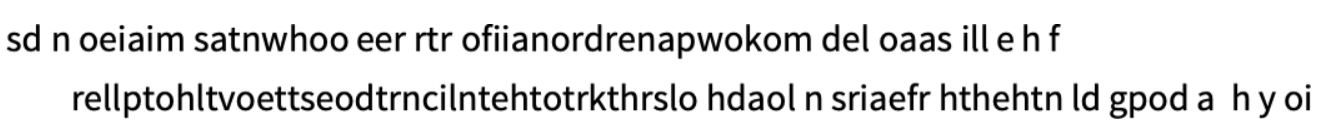 sd n oeiaim satnwhoo eer rtr ofiianordrenapwokom del oaas ill e h f
rellptohltvoettseodtrncilntehtotrkthrslo hdaol n sriaefr hthehtn ld gpod a h y oi